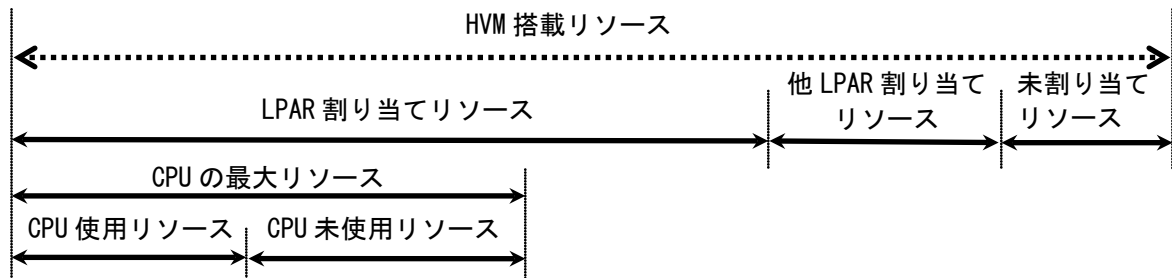 HVM 搭載リソース
LPAR 割り当てリソース
他 LPAR 割り当て
リソース
未割り当て
リソース
CPU の最大リソース
CPU 使用リソース
CPU 未使用リソース